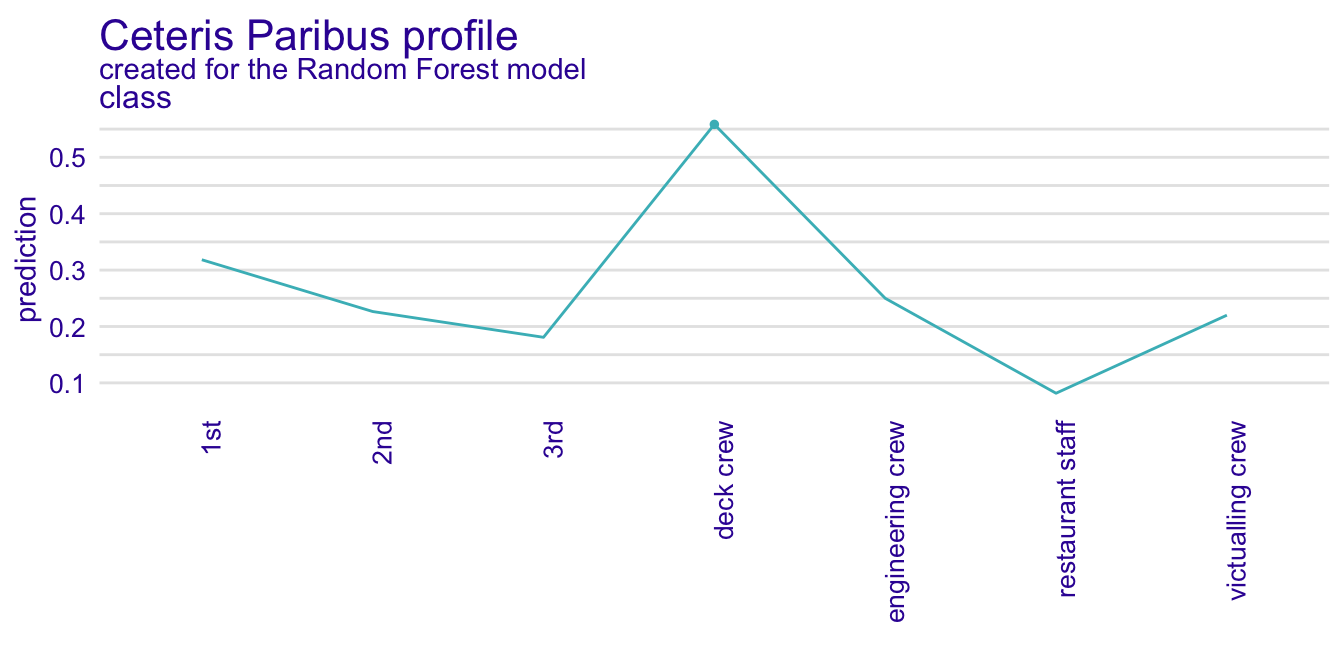 Ceteris Paribus profile
created for the Random Forest model
class
prediction
0.5
0.4
0.3
0.2
0.1
1st
2nd
3rd
deck crew
engineering crew
restaurant staff
victualling crew